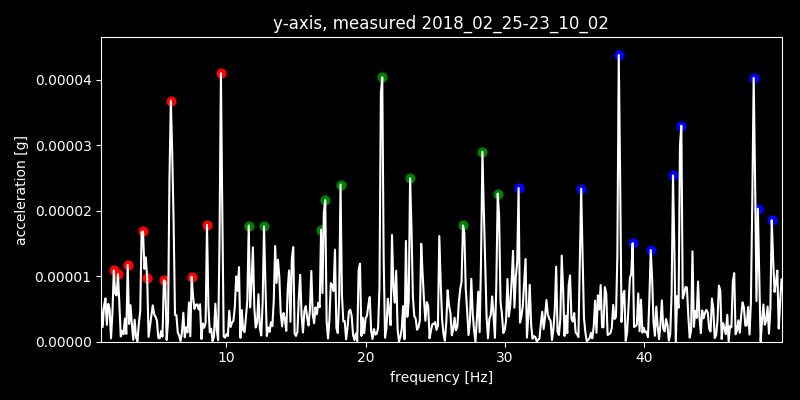 y-axis, measured 2018_02_25-23_10_02
acceleration [g]
0.00004
0.00003
0.00002
0.00001
0.00000
10 20 30 40
frequency [Hz]